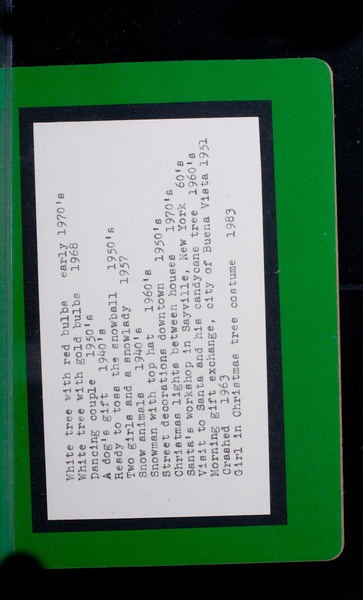 White tree with red bulbs early 1970's
White tree with gold bulbs 1968
Dancing couple 1950's
A dog's gift 1940's
Ready to toss the snowball 1950's
Two girls and a snowlady 1957
Snow animals 1940's
Snowman with top hat 1960's
Street decorations downtown 1950's
Christmas lights between houses 1970's
Santa's workshop in Sayville, New York 60's
Visit to Santa and his candycane tree 1960's
Morning gift exchange, city of Buena Vista 1951
Crashed 1963
Girl in Christmas tree costume 1983